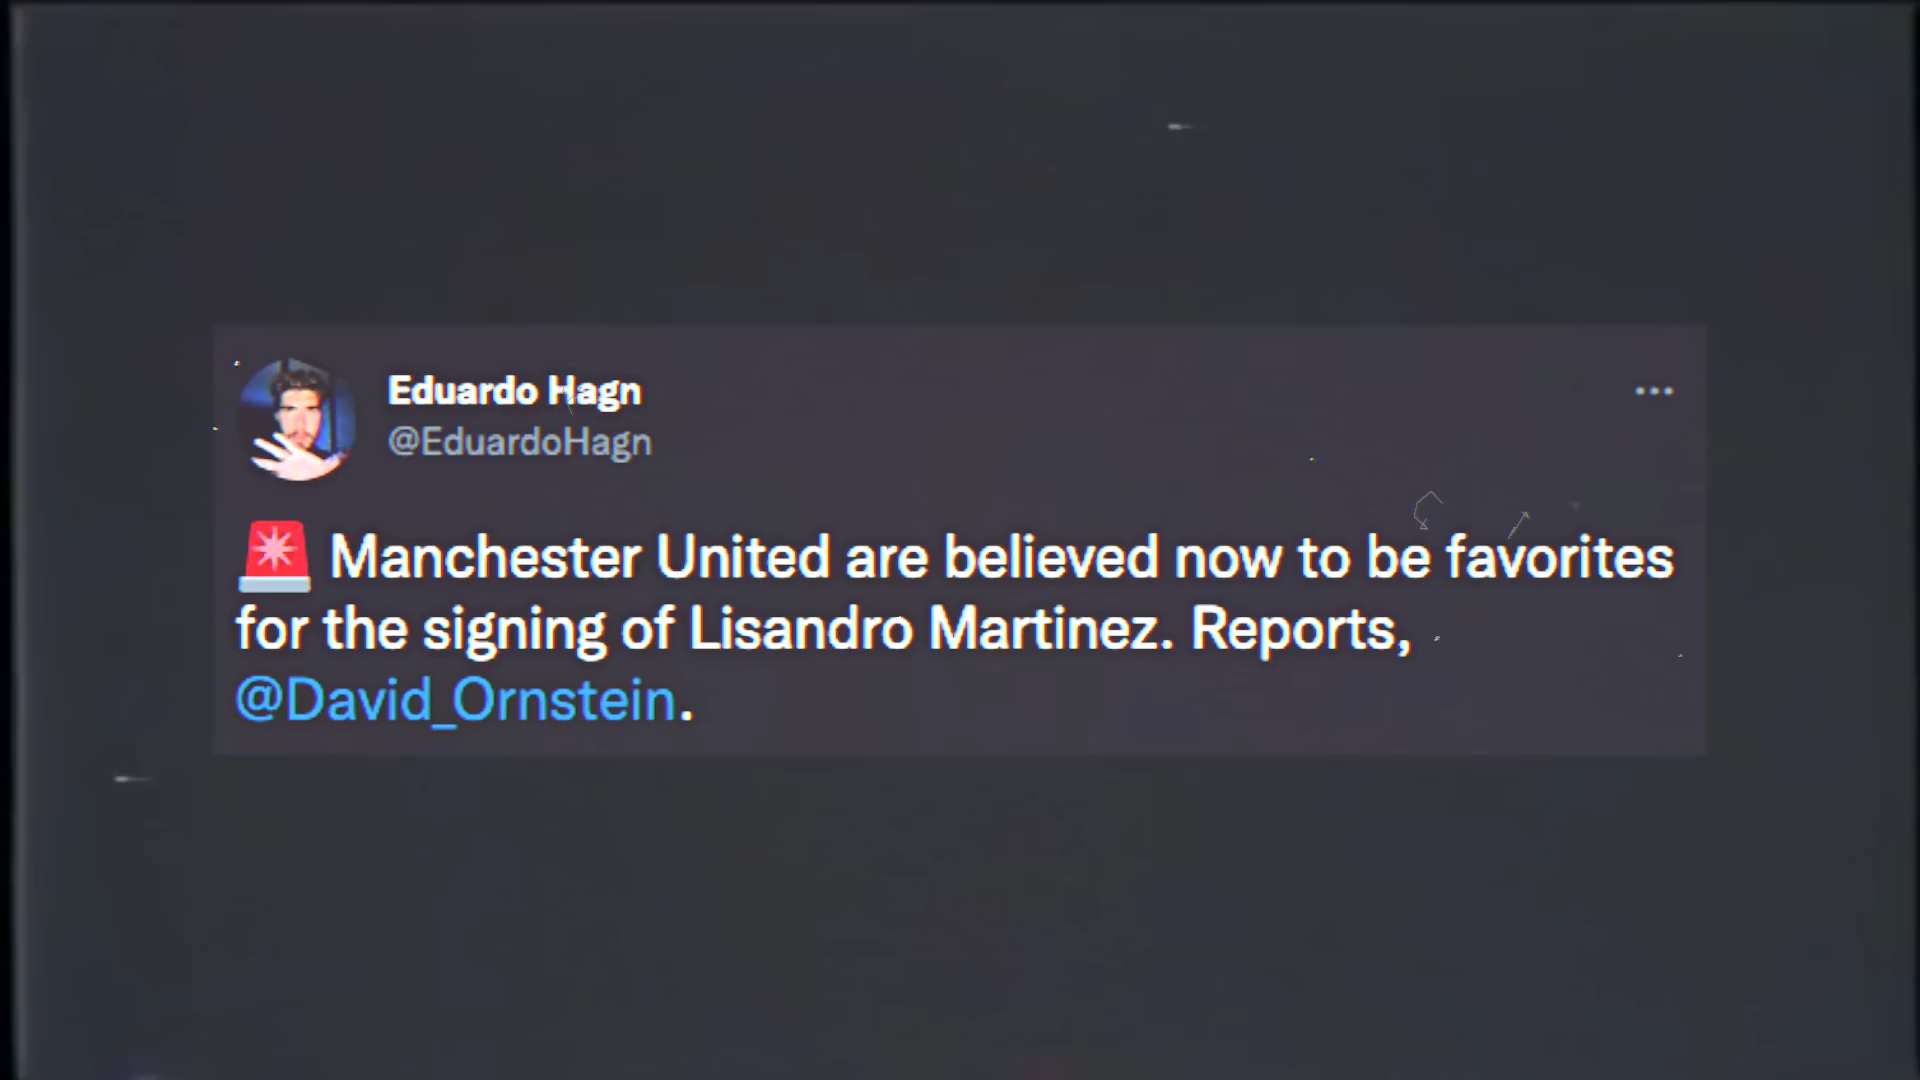 Eduardo Hagn
@EduardoHagn
🚨 Manchester United are believed now to be favorites
for the signing of Lisandro Martinez. Reports,
@David_Ornstein.